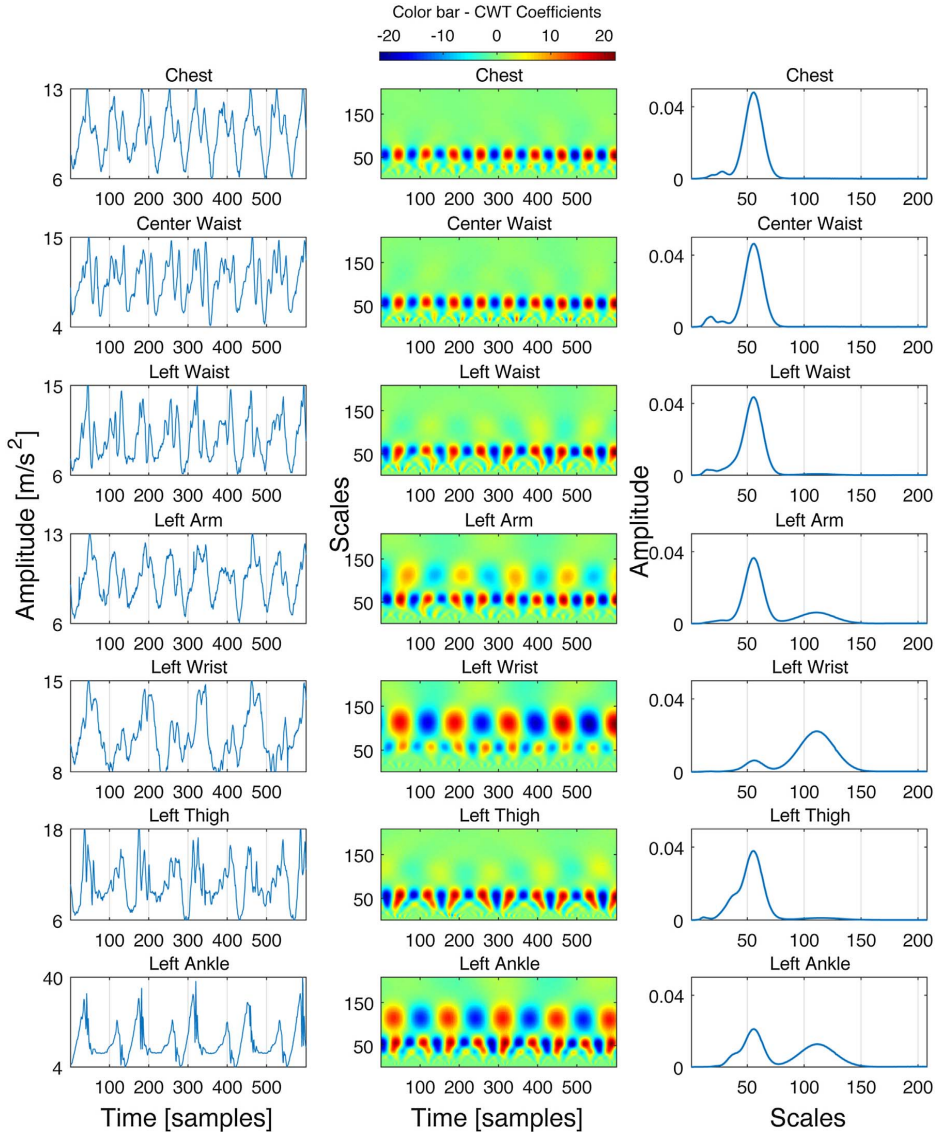 Color bar - CWT Coefficients
-20 -10 0 10 20
Chest Chest Chest
13 150 0.04
50
6 0
100 200 300 400 500 100 200 300 400 500 50 100 150 200
Center Waist Center Waist Center Waist
15 150 0.04
50
4 0
100 200 300 400 500 100 200 300 400 500 50 100 150 200
Left Waist Left Waist Left Waist
15 150 0.04
50
6 0
100 200 300 400 500 100 200 300 400 500 50 100 150 200
Amplitude [m/s²] Scales Amplitude
Left Arm Left Arm Left Arm
13 150 0.04
50
6 0
100 200 300 400 500 100 200 300 400 500 50 100 150 200
Left Wrist Left Wrist Left Wrist
15 150 0.04
50
8 0
100 200 300 400 500 100 200 300 400 500 50 100 150 200
Left Thigh Left Thigh Left Thigh
18 150 0.04
50
6 0
100 200 300 400 500 100 200 300 400 500 50 100 150 200
Left Ankle Left Ankle Left Ankle
40 150 0.04
50
4 0
100 200 300 400 500 100 200 300 400 500 50 100 150 200
Time [samples] Time [samples] Scales